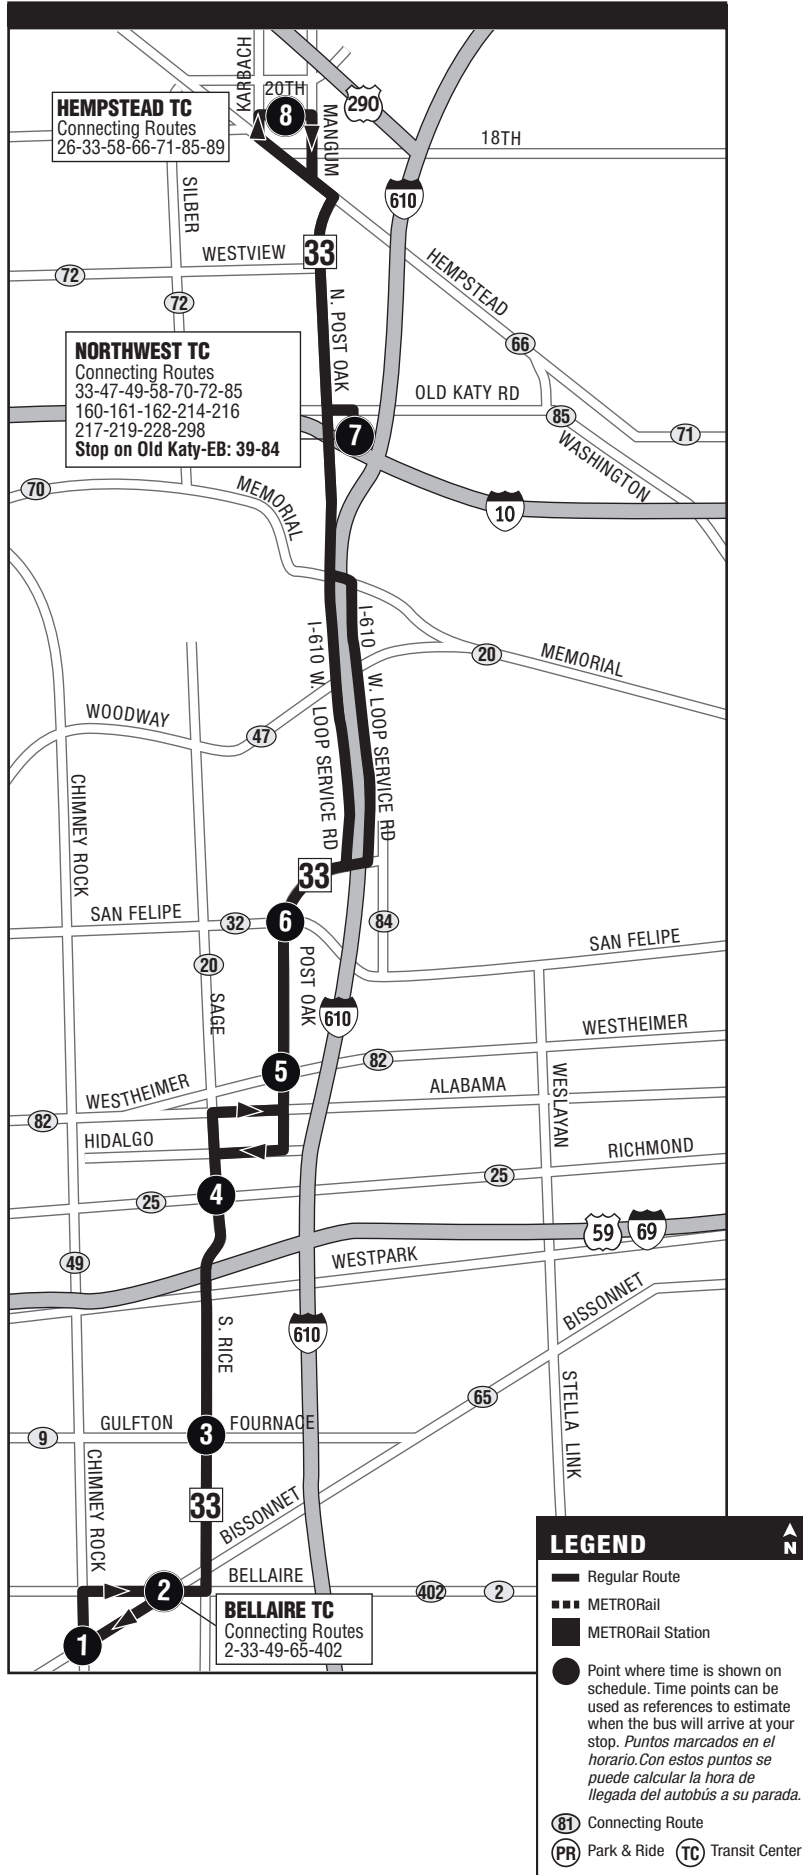 KARBACH
20TH
8
MANGUM
290
18TH
HEMPSTEAD TC
Connecting Routes
26-33-58-66-71-85-89
610
SILBER
WESTVIEW
33
72
72
HEMPSTEAD
N. POST OAK
66
NORTHWEST TC
Connecting Routes
33-47-49-58-70-72-85
160-161-162-214-216
217-219-228-298
Stop on Old Katy-EB: 39-84
OLD KATY RD
85
7
71
WASHINGTON
70
MEMORIAL
10
I-610 W. LOOP SERVICE RD
I-610 W. LOOP SERVICE RD
20
MEMORIAL
WOODWAY
47
CHIMNEY ROCK
33
SAN FELIPE
32
6
84
SAN FELIPE
20
SAGE
POST OAK
610
WESTHEIMER
5
82
WESTHEIMER
ALABAMA
WESLAYAN
82
HIDALGO
RICHMOND
4
25
25
59
69
49
WESTPARK
S. RICE
610
BISSONNET
65
STELLA LINK
9
GULFTON
3
FOURNACE
CHIMNEY ROCK
33
BISSONNET
2
BELLAIRE
402
2
1
BELLAIRE TC
Connecting Routes
2-33-49-65-402
LEGEND
N
Regular Route
METRORail
METRORail Station
Point where time is shown on
schedule. Time points can be
used as references to estimate
when the bus will arrive at your
stop. Puntos marcados en el
horario.Con estos puntos se
puede calcular la hora de
llegada del autobús a su parada.
81 Connecting Route
PR Park & Ride TC Transit Center